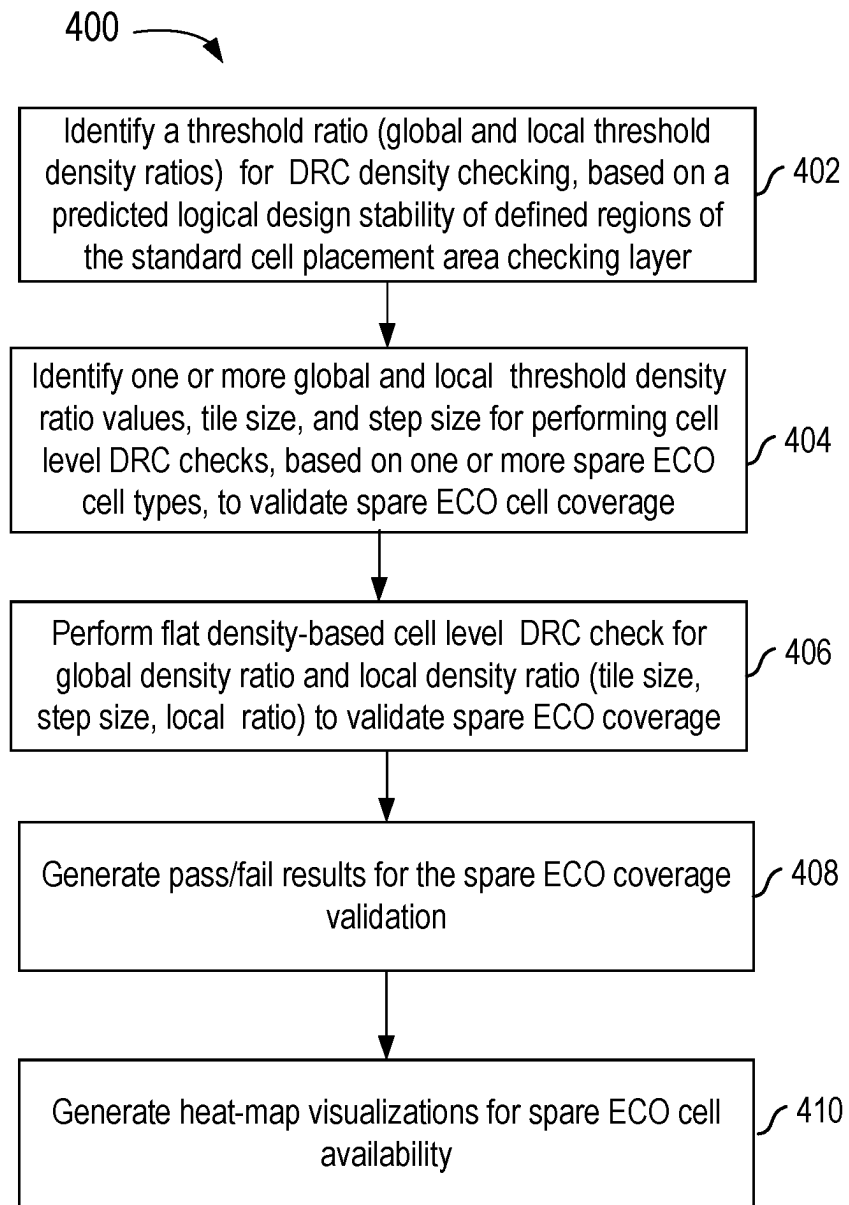 400
Identify a threshold ratio (global and local threshold
density ratios) for DRC density checking, based on a
predicted logical design stability of defined regions of
the standard cell placement area checking layer
402
Identify one or more global and local threshold density
ratio values, tile size, and step size for performing cell
level DRC checks, based on one or more spare ECO
cell types, to validate spare ECO cell coverage
404
Perform flat density-based cell level DRC check for
global density ratio and local density ratio (tile size,
step size, local ratio) to validate spare ECO coverage
406
Generate pass/fail results for the spare ECO coverage
validation
408
Generate heat-map visualizations for spare ECO cell
availability
410